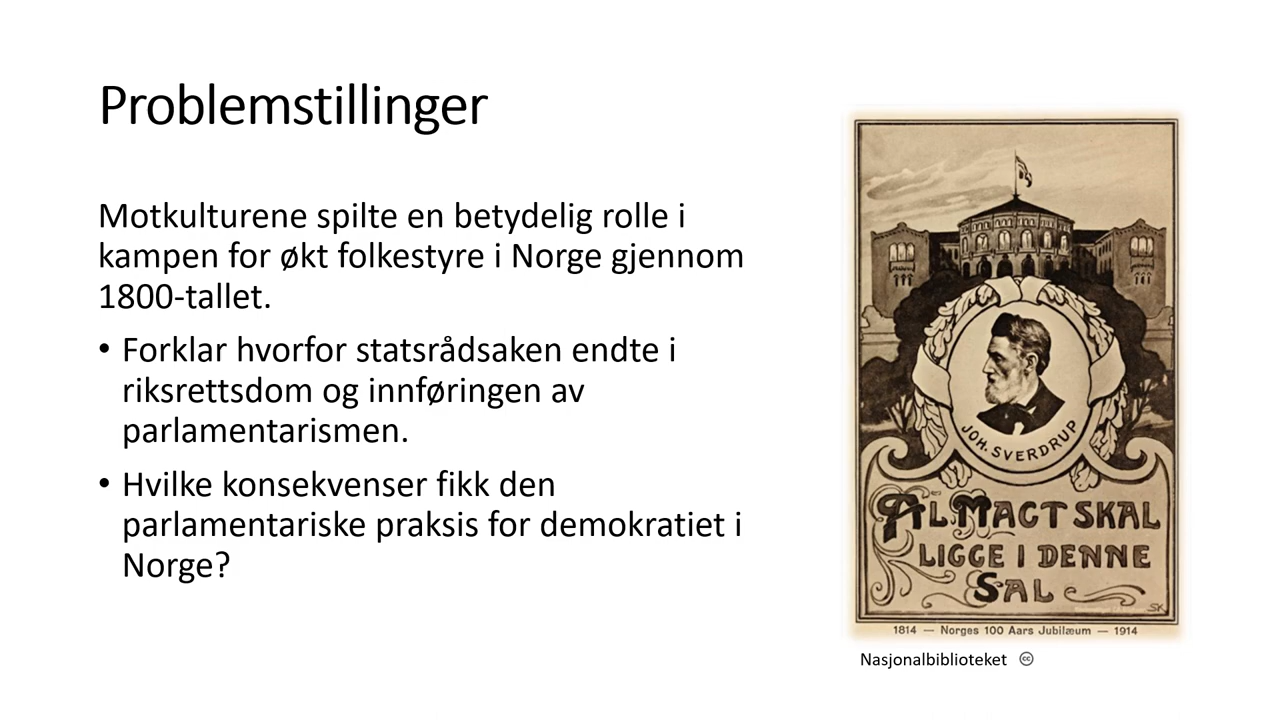 Problemstillinger
Motkulturene spilte en betydelig rolle i
kampen for økt folkestyre i Norge gjennom
1800-tallet.
• Forklar hvorfor statsrådsaken endte i
riksrettsdom og innføringen av
parlamentarismen.
• Hvilke konsekvenser fikk den
parlamentariske praksis for demokratiet i
Norge?
JOH. SVERDRUP
AL MAGT SKAL
LIGGE I DENNE
SAL
SK
1814 — Norges 100 Aars Jubilæum — 1914
Nasjonalbiblioteket cc